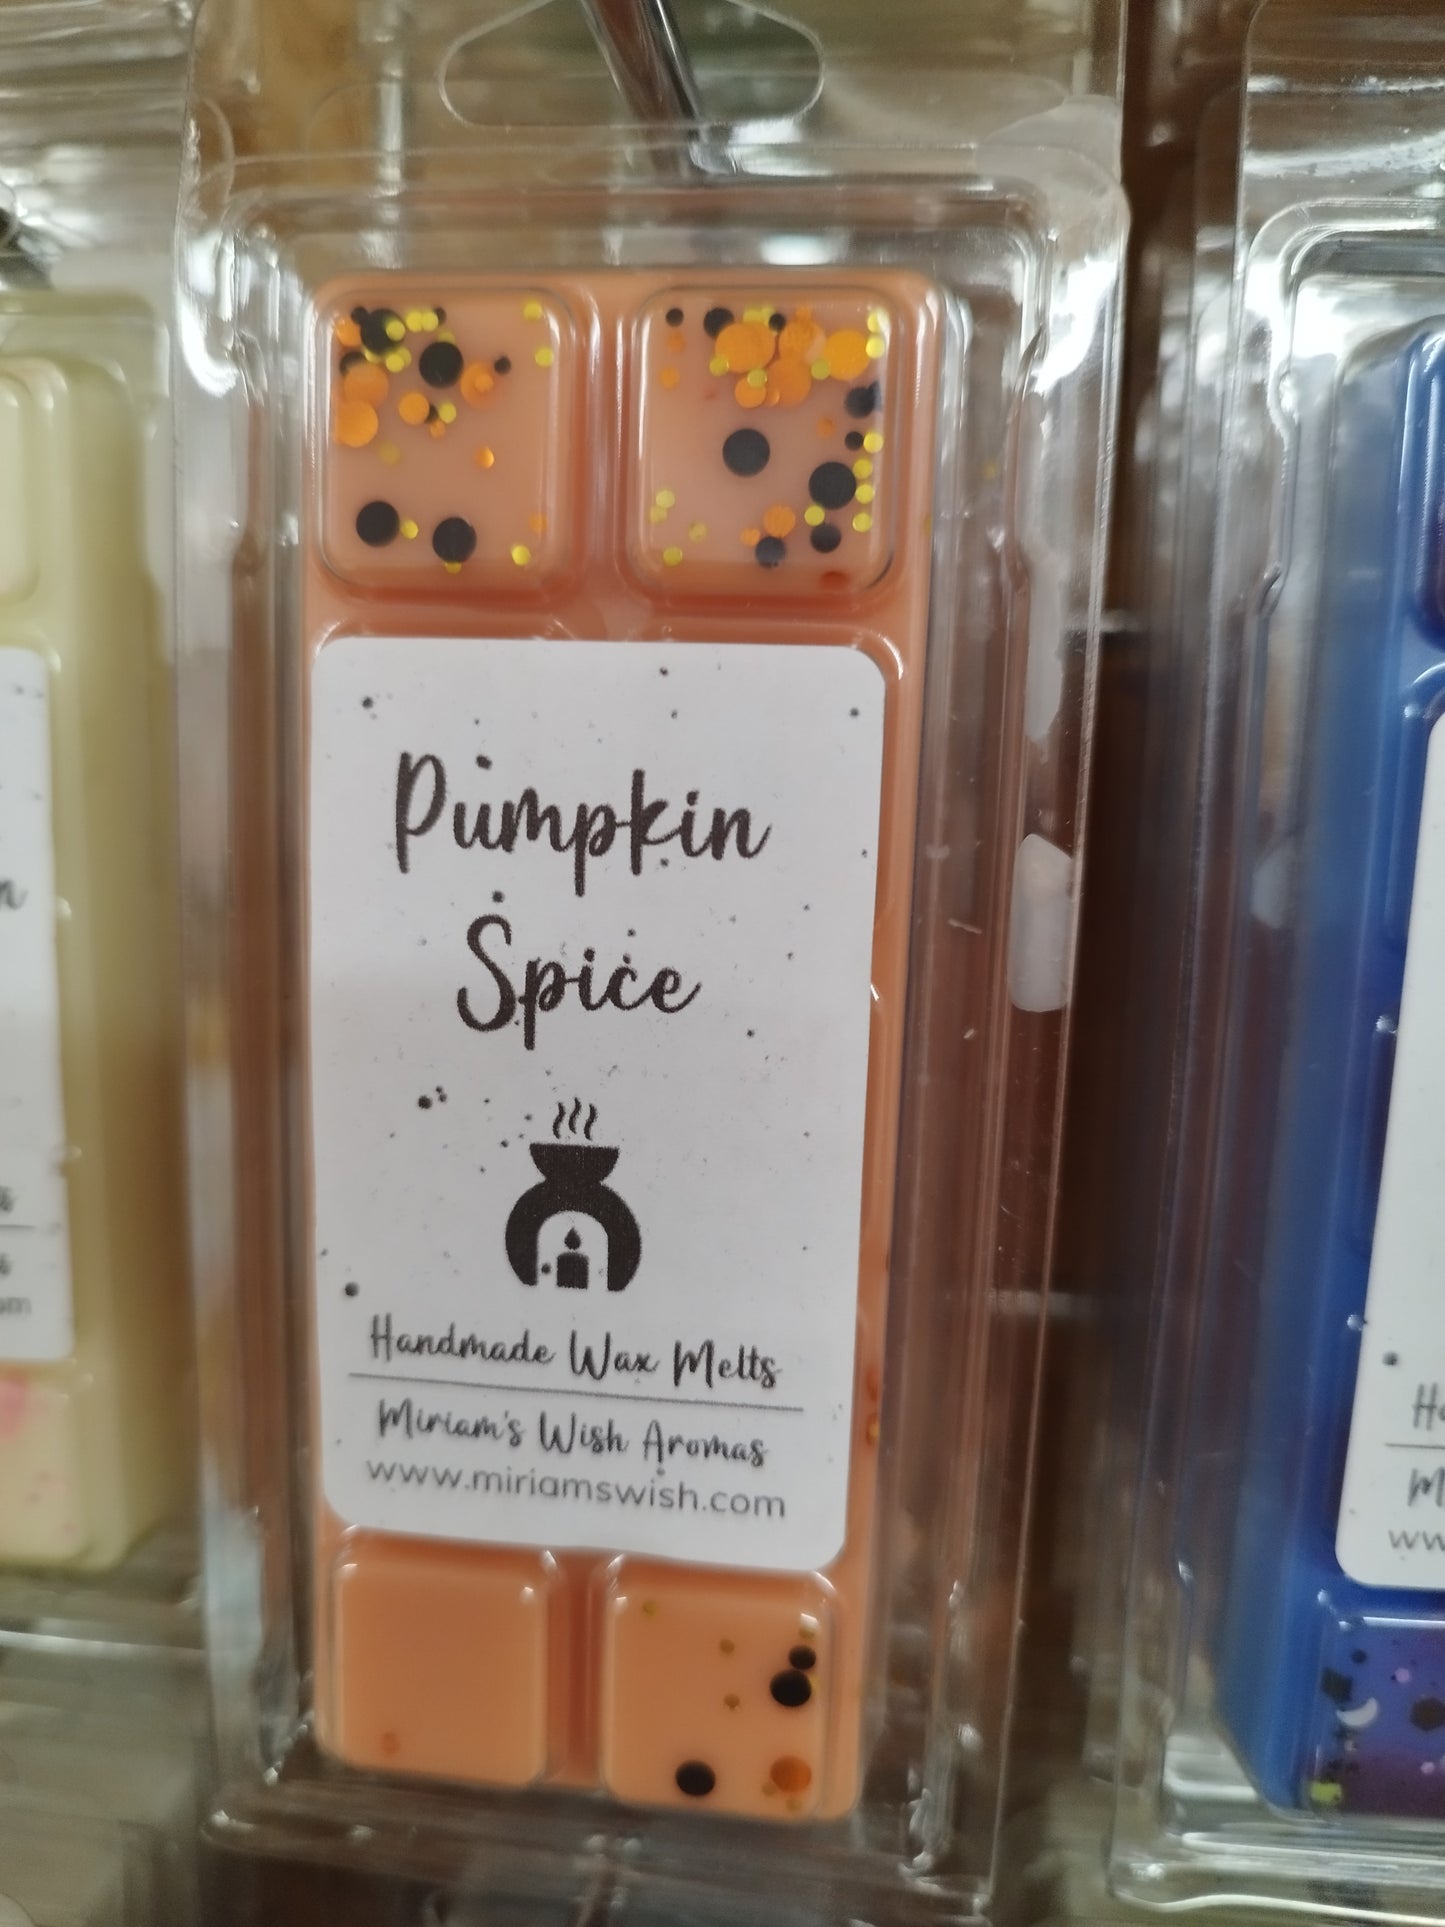 Pumpkin
Spice
Handmade Wax Melts
Miriam's Wish Aromas
www.miriamswish.com